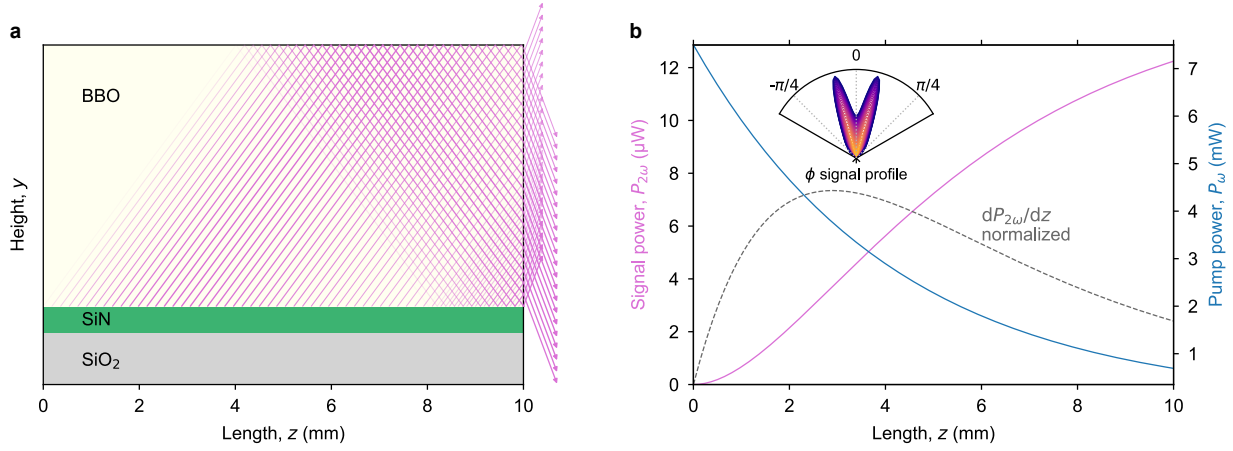 a
BBO
SiN
SiO₂
Height, y
0 2 4 6 8 10
Length, z (mm)
b
12
10
8
6
4
2
0
Signal power, P₂ω (µW)
0
-π/4
π/4
ϕ signal profile
dP₂ω/dz
normalized
7
6
5
4
3
2
1
Pump power, Pω (mW)
0 2 4 6 8 10
Length, z (mm)